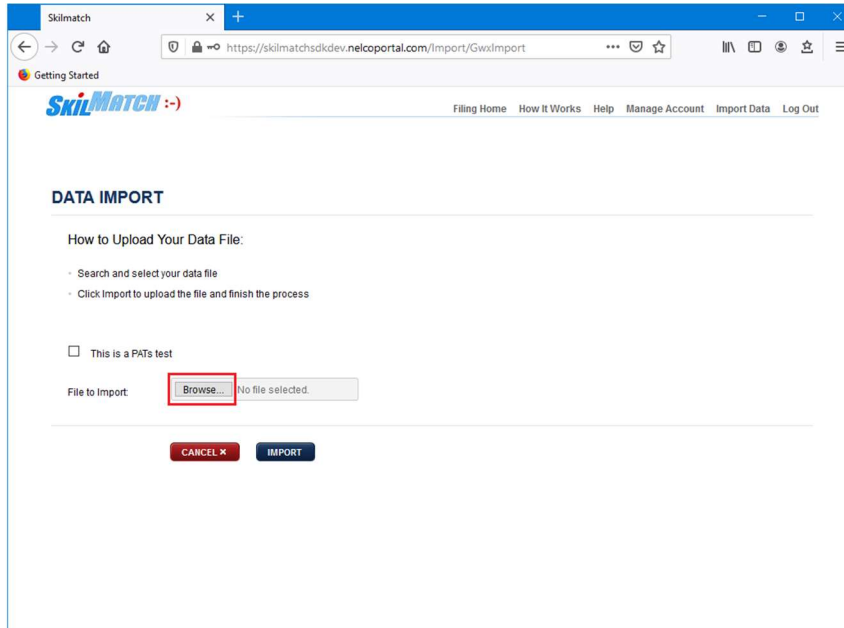 Skilmatch
https://skilmatchsdkdev.nelcoportal.com/Import/GwxImport
Getting Started
SkilMatch :-)
Filing Home How It Works Help Manage Account Import Data Log Out
DATA IMPORT
How to Upload Your Data File:
Search and select your data file
Click Import to upload the file and finish the process
This is a PATs test
File to Import: Browse... No file selected.
CANCEL × IMPORT